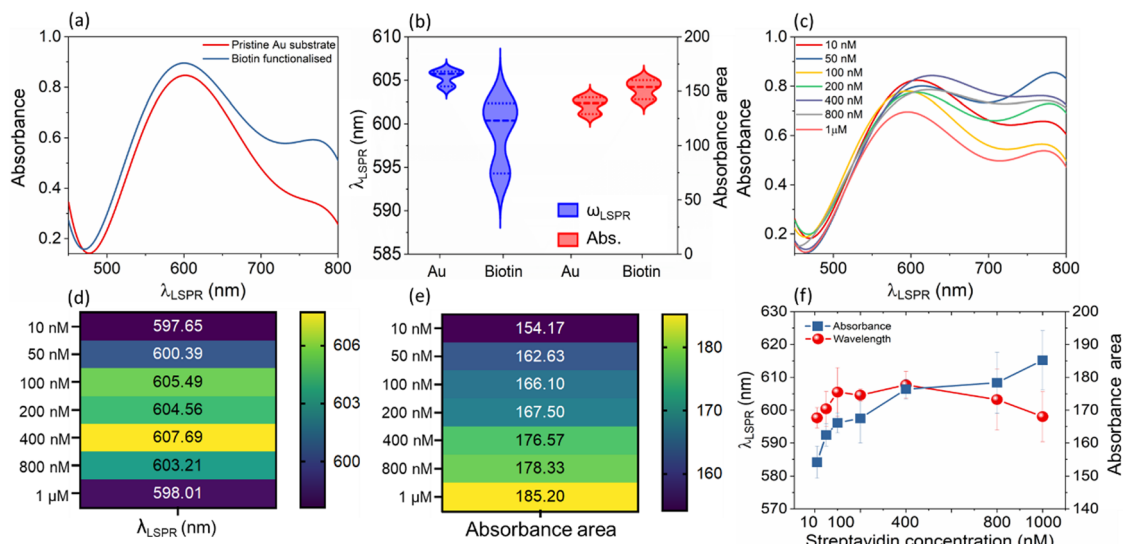 (a)
1.0
0.8
0.6
0.4
0.2
Absorbance
Pristine Au substrate
Biotin functionalised
500 600 700 800
λLSPR (nm)
(b)
610
605
600
595
590
585
λLSPR (nm)
200
150
100
50
0
Absorbance area
ωLSPR
Abs.
Au Biotin Au Biotin
(c)
1.0
0.8
0.6
0.4
0.2
Absorbance
10 nM
50 nM
100 nM
200 nM
400 nM
800 nM
1μM
500 600 700 800
λLSPR (nm)
(d)
10 nM 597.65
50 nM 600.39
100 nM 605.49
200 nM 604.56
400 nM 607.69
800 nM 603.21
1 μM 598.01
λLSPR (nm)
606
603
600
(e)
10 nM 154.17
50 nM 162.63
100 nM 166.10
200 nM 167.50
400 nM 176.57
800 nM 178.33
1 μM 185.20
Absorbance area
180
170
160
(f)
630
620
610
600
590
580
570
λLSPR (nm)
Absorbance
Wavelength
200
190
180
170
160
150
140
Absorbance area
10 100 400 800 1000
Streptavidin concentration (nM)